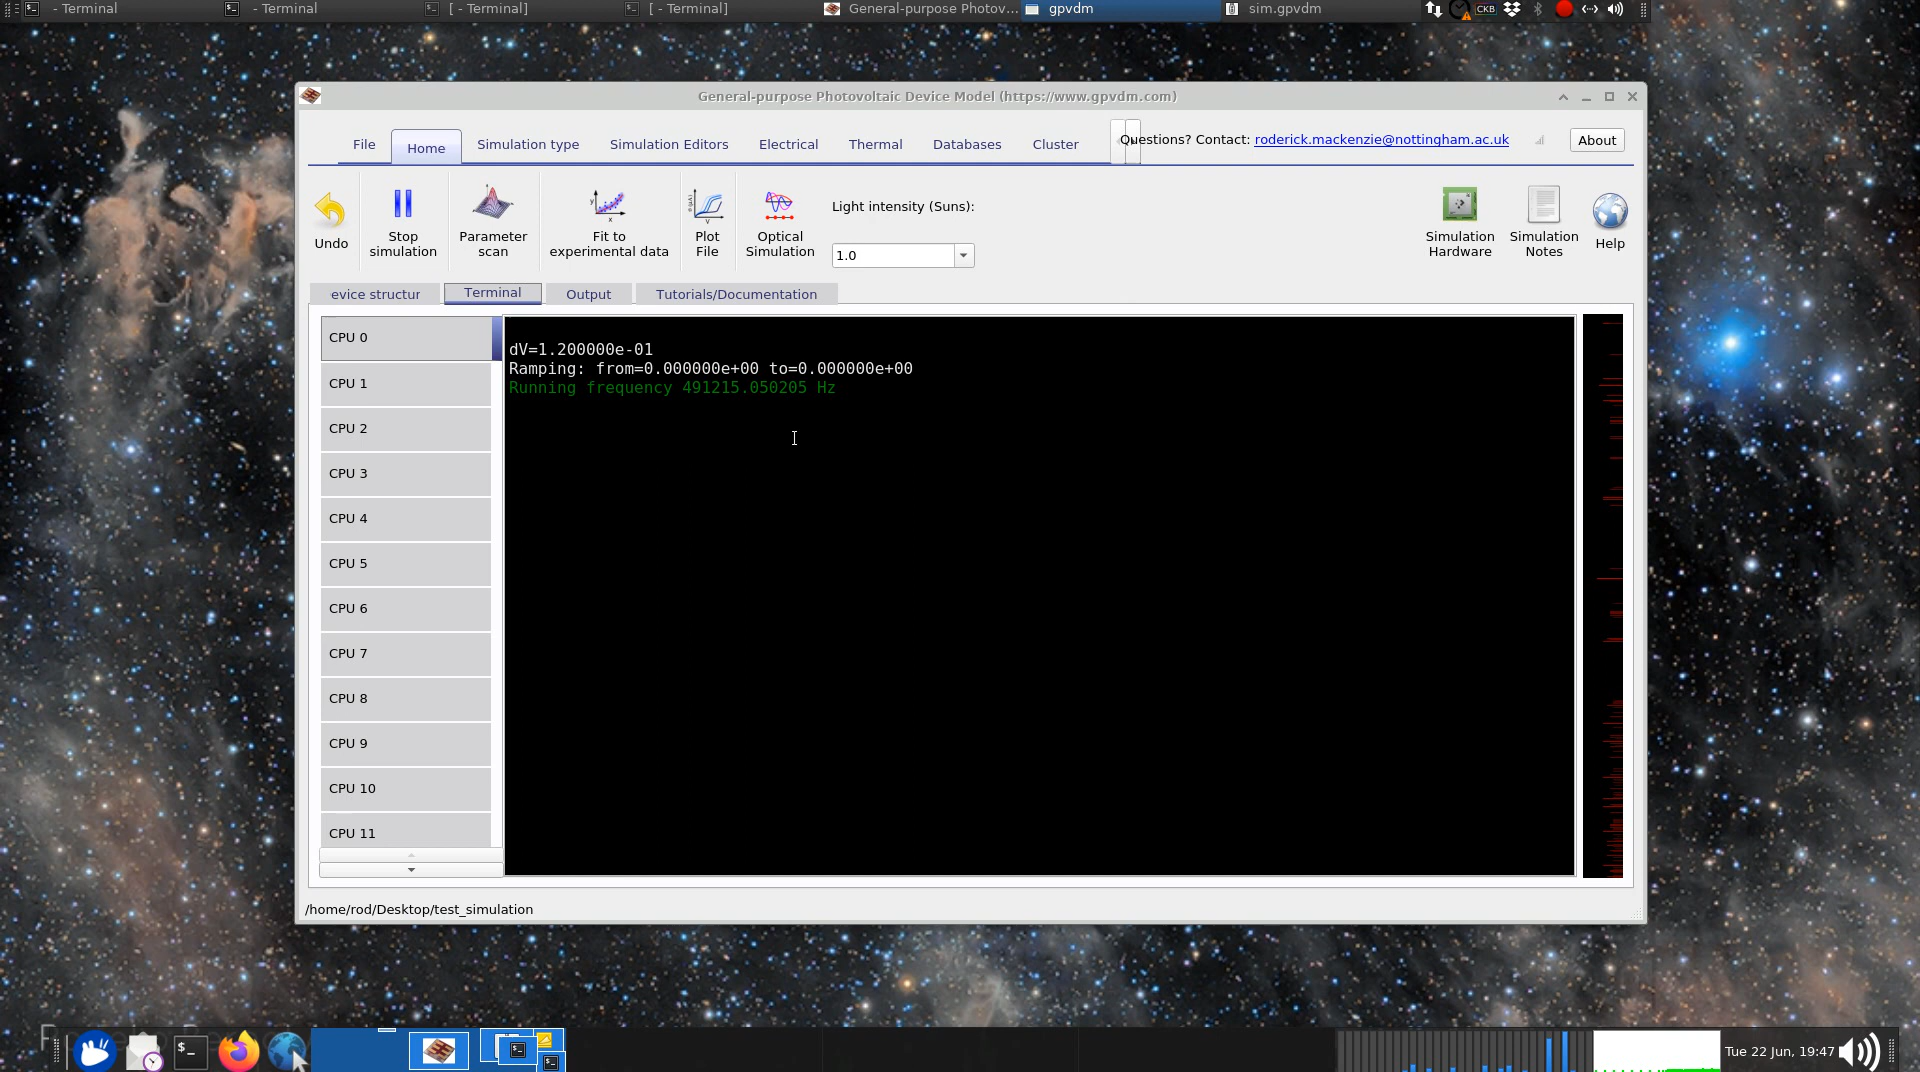 - Terminal
- Terminal
[ - Terminal]
[ - Terminal]
General-purpose Photov...
gpvdm
sim.gpvdm
CKB
General-purpose Photovoltaic Device Model (https://www.gpvdm.com)
File
Home
Simulation type
Simulation Editors
Electrical
Thermal
Databases
Cluster
Questions? Contact: roderick.mackenzie@nottingham.ac.uk
About
Undo
Stop
simulation
Parameter
scan
Fit to
experimental data
Plot
File
Optical
Simulation
Light intensity (Suns):
1.0
Simulation
Hardware
Simulation
Notes
Help
evice structur
Terminal
Output
Tutorials/Documentation
CPU 0
CPU 1
CPU 2
CPU 3
CPU 4
CPU 5
CPU 6
CPU 7
CPU 8
CPU 9
CPU 10
CPU 11
dV=1.200000e-01
Ramping: from=0.000000e+00 to=0.000000e+00
Running frequency 491215.050205 Hz
/home/rod/Desktop/test_simulation
Tue 22 Jun, 19:47